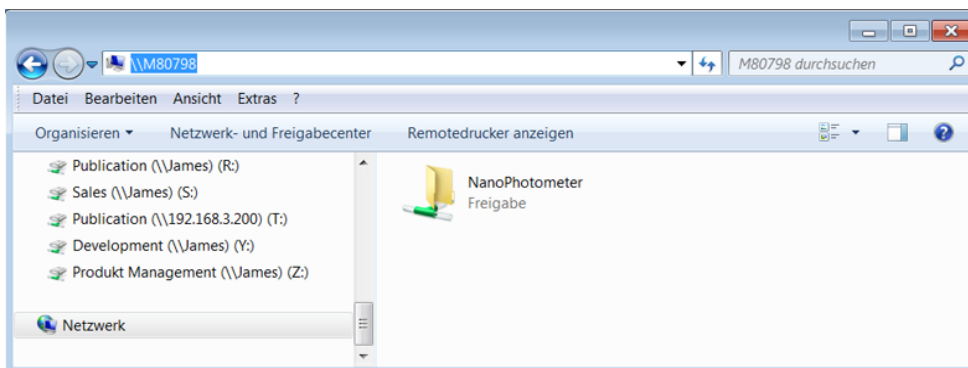 \\M80798
M80798 durchsuchen
Datei Bearbeiten Ansicht Extras ?
Organisieren Netzwerk- und Freigabecenter Remotedrucker anzeigen
Publication (\\James) (R:)
Sales (\\James) (S:)
Publication (\\192.168.3.200) (T:)
Development (\\James) (Y:)
Produkt Management (\\James) (Z:)
Netzwerk
NanoPhotometer
Freigabe